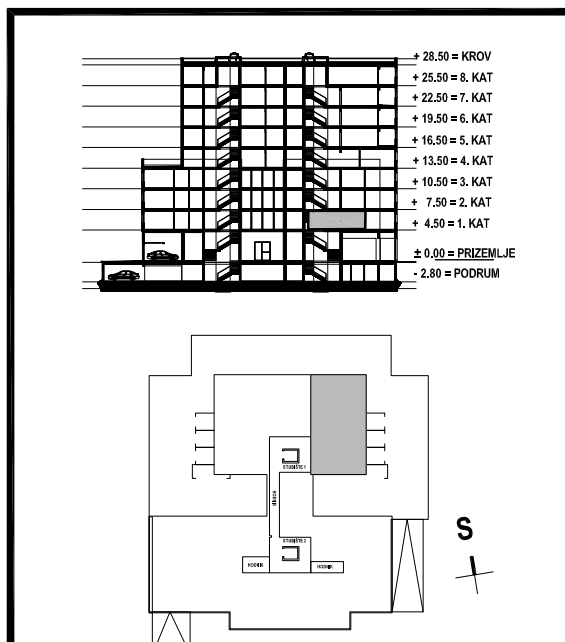 + 28.50 = KROV
+ 25.50 = 8. KAT
+ 22.50 = 7. KAT
+ 19.50 = 6. KAT
+ 16.50 = 5. KAT
+ 13.50 = 4. KAT
+ 10.50 = 3. KAT
+ 7.50 = 2. KAT
+ 4.50 = 1. KAT
± 0.00 = PRIZEMLJE
- 2.80 = PODRUM
STUBIŠTE 1
HODNIK
STUBIŠTE 2
HODNIK
HODNIK
S